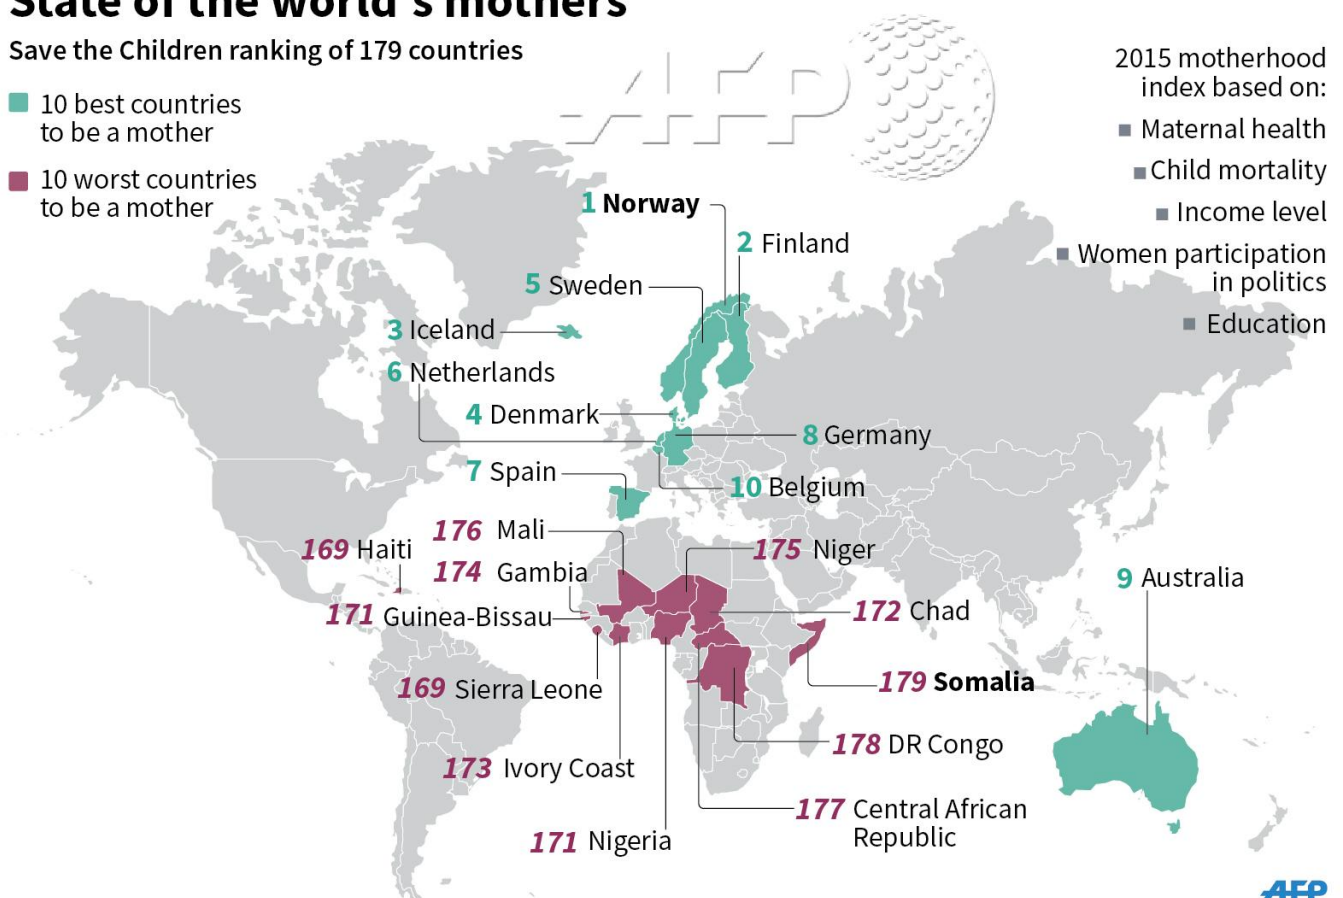 State of the world's mothers
Save the Children ranking of 179 countries
10 best countries
to be a mother
10 worst countries
to be a mother
AFP
2015 motherhood
index based on:
Maternal health
Child mortality
Income level
Women participation
in politics
Education
1 Norway
2 Finland
5 Sweden
3 Iceland
6 Netherlands
4 Denmark
8 Germany
7 Spain
10 Belgium
176 Mali
169 Haiti
175 Niger
174 Gambia
9 Australia
171 Guinea-Bissau
172 Chad
169 Sierra Leone
179 Somalia
178 DR Congo
173 Ivory Coast
177 Central African
Republic
171 Nigeria
AFP